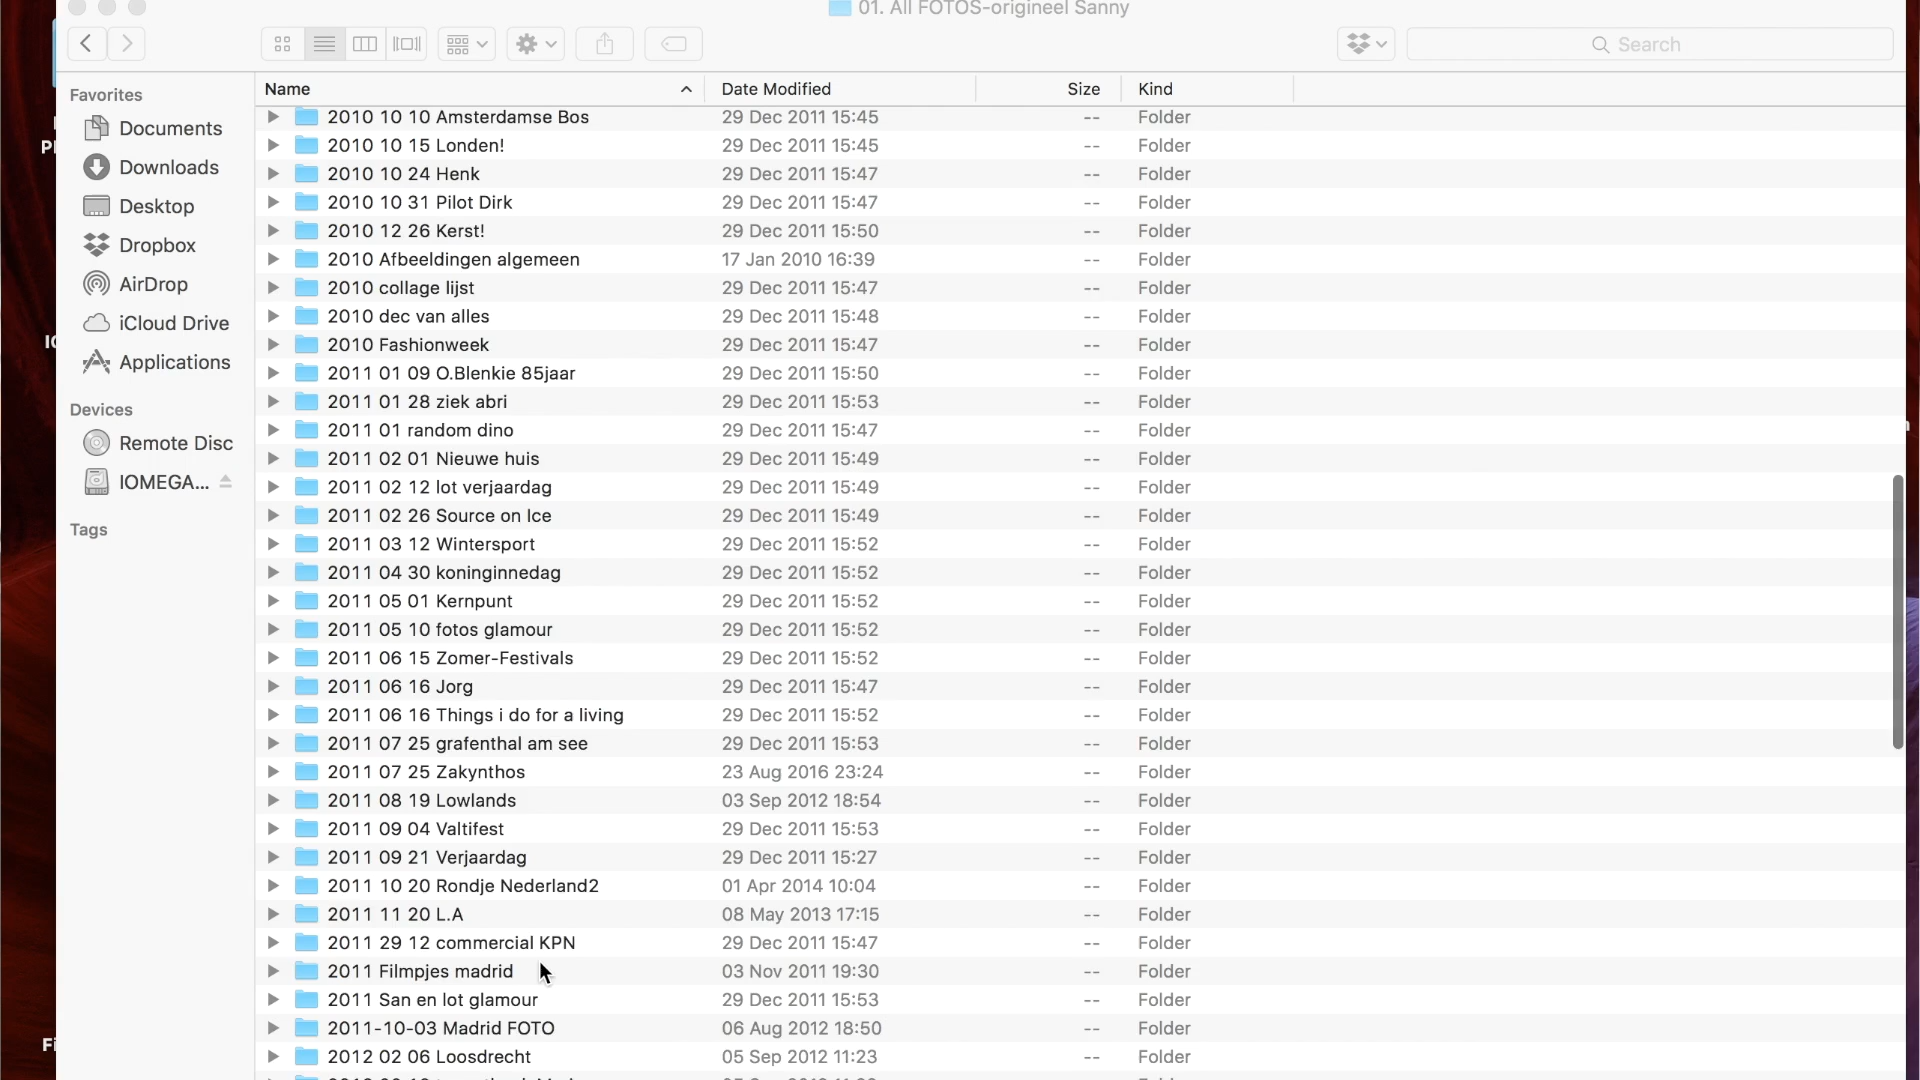 01. All FOTOS-origineel Sanny
Search
Favorites
Documents
Downloads
Desktop
Dropbox
AirDrop
iCloud Drive
Applications
Devices
Remote Disc
IOMEGA...
Tags
Name Date Modified Size Kind
2010 10 10 Amsterdamse Bos 29 Dec 2011 15:45 -- Folder
2010 10 15 Londen! 29 Dec 2011 15:45 -- Folder
2010 10 24 Henk 29 Dec 2011 15:47 -- Folder
2010 10 31 Pilot Dirk 29 Dec 2011 15:47 -- Folder
2010 12 26 Kerst! 29 Dec 2011 15:50 -- Folder
2010 Afbeeldingen algemeen 17 Jan 2010 16:39 -- Folder
2010 collage lijst 29 Dec 2011 15:47 -- Folder
2010 dec van alles 29 Dec 2011 15:48 -- Folder
2010 Fashionweek 29 Dec 2011 15:47 -- Folder
2011 01 09 O.Blenkie 85jaar 29 Dec 2011 15:50 -- Folder
2011 01 28 ziek abri 29 Dec 2011 15:53 -- Folder
2011 01 random dino 29 Dec 2011 15:47 -- Folder
2011 02 01 Nieuwe huis 29 Dec 2011 15:49 -- Folder
2011 02 12 lot verjaardag 29 Dec 2011 15:49 -- Folder
2011 02 26 Source on Ice 29 Dec 2011 15:49 -- Folder
2011 03 12 Wintersport 29 Dec 2011 15:52 -- Folder
2011 04 30 koninginnedag 29 Dec 2011 15:52 -- Folder
2011 05 01 Kernpunt 29 Dec 2011 15:52 -- Folder
2011 05 10 fotos glamour 29 Dec 2011 15:52 -- Folder
2011 06 15 Zomer-Festivals 29 Dec 2011 15:52 -- Folder
2011 06 16 Jorg 29 Dec 2011 15:47 -- Folder
2011 06 16 Things i do for a living 29 Dec 2011 15:52 -- Folder
2011 07 25 grafenthal am see 29 Dec 2011 15:53 -- Folder
2011 07 25 Zakynthos 23 Aug 2016 23:24 -- Folder
2011 08 19 Lowlands 03 Sep 2012 18:54 -- Folder
2011 09 04 Valtifest 29 Dec 2011 15:53 -- Folder
2011 09 21 Verjaardag 29 Dec 2011 15:27 -- Folder
2011 10 20 Rondje Nederland2 01 Apr 2014 10:04 -- Folder
2011 11 20 L.A 08 May 2013 17:15 -- Folder
2011 29 12 commercial KPN 29 Dec 2011 15:47 -- Folder
2011 Filmpjes madrid 03 Nov 2011 19:30 -- Folder
2011 San en lot glamour 29 Dec 2011 15:53 -- Folder
2011-10-03 Madrid FOTO 06 Aug 2012 18:50 -- Folder
2012 02 06 Loosdrecht 05 Sep 2012 11:23 -- Folder